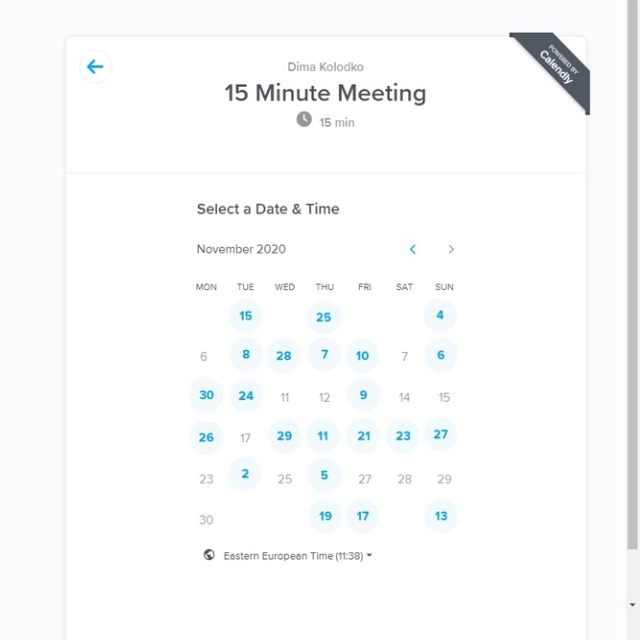 POWERED BY
Calendly
Dima Kolodko
15 Minute Meeting
15 min
Select a Date & Time
November 2020
MON TUE WED THU FRI SAT SUN
15 25 4
6 8 28 7 10 7 6
30 24 11 12 9 14 15
26 17 29 11 21 23 27
23 2 25 5 27 28 29
30 19 17 13
Eastern European Time (11:38)